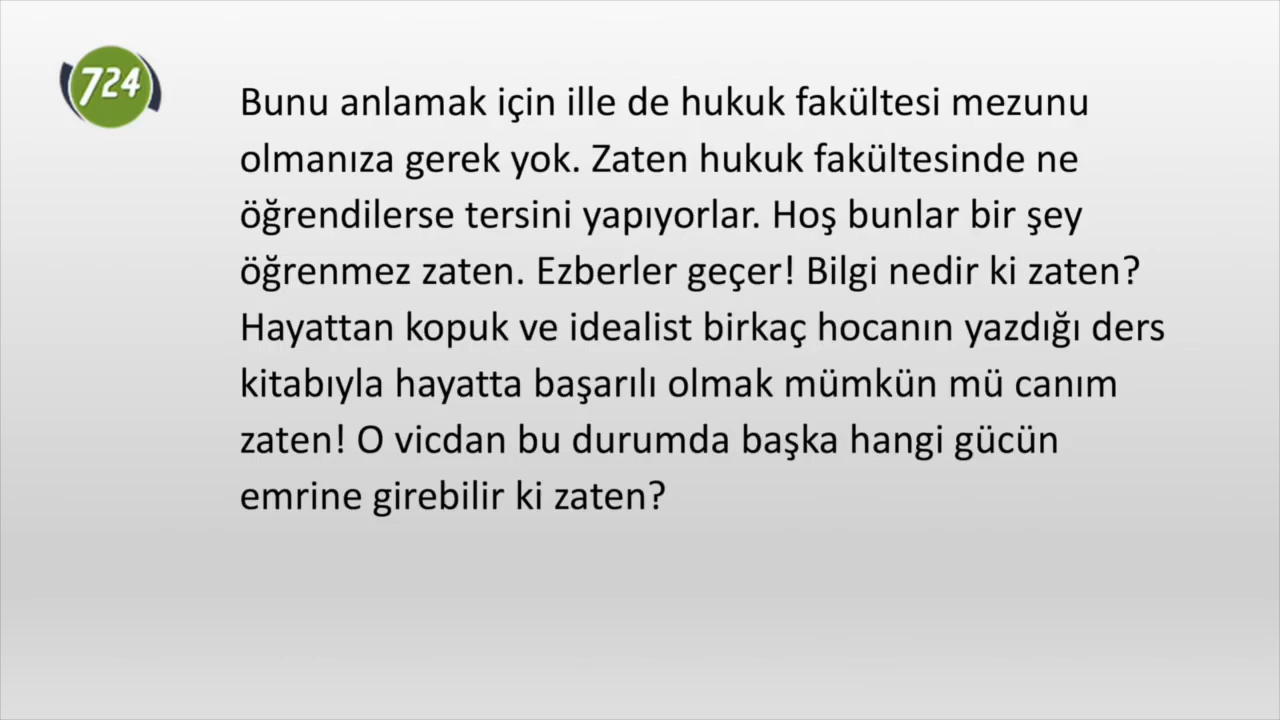 724
Bunu anlamak için ille de hukuk fakültesi mezunu
olmanıza gerek yok. Zaten hukuk fakültesinde ne
öğrendilerse tersini yapıyorlar. Hoş bunlar bir şey
öğrenmez zaten. Ezberler geçer! Bilgi nedir ki zaten?
Hayattan kopuk ve idealist birkaç hocanın yazdığı ders
kitabıyla hayatta başarılı olmak mümkün mü canım
zaten! O vicdan bu durumda başka hangi gücün
emrine girebilir ki zaten?